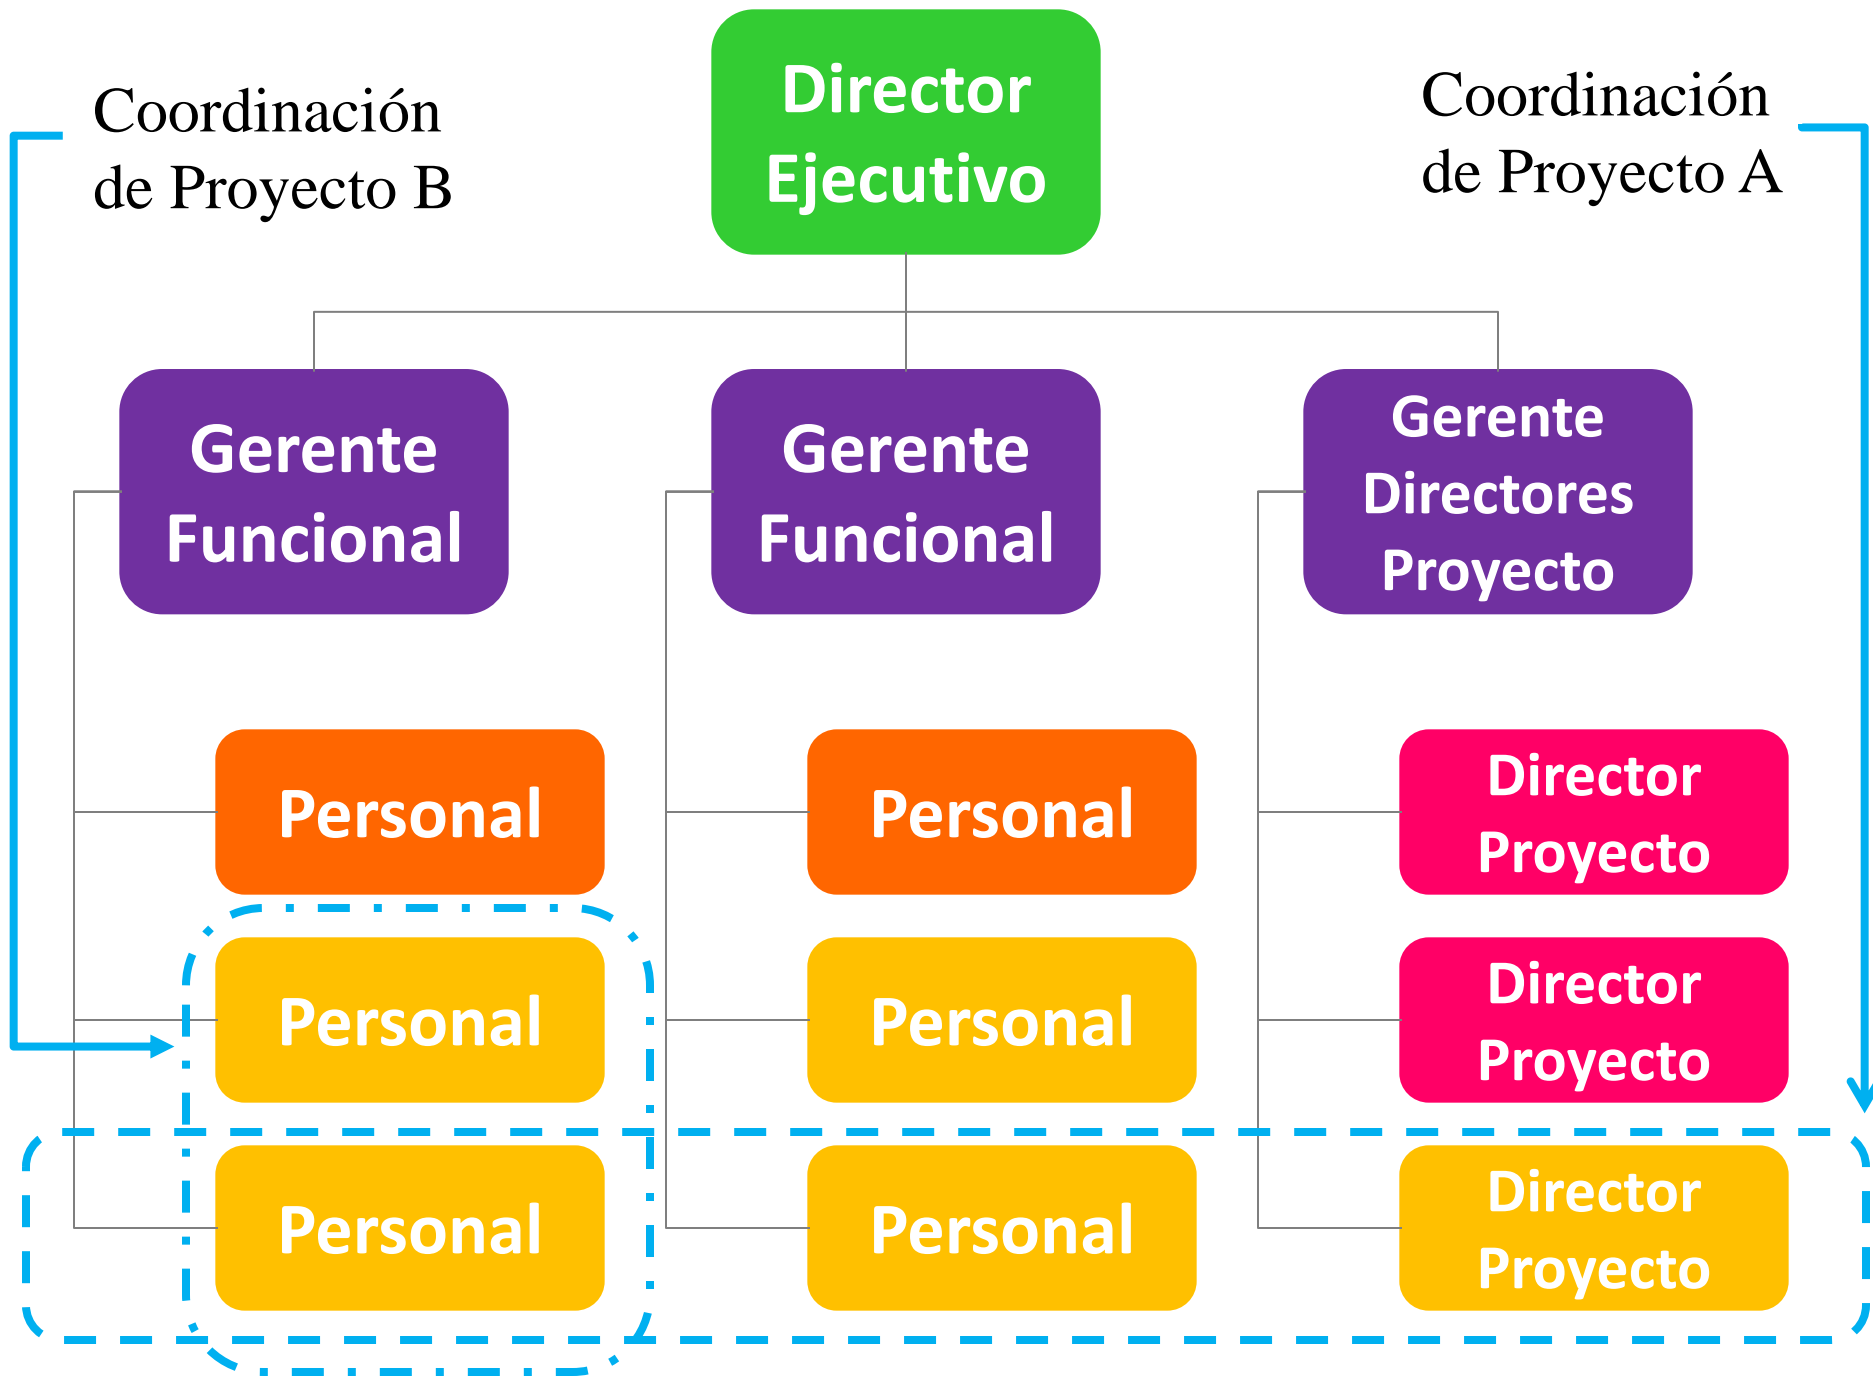 Coordinación
de Proyecto B
Director
Ejecutivo
Coordinación
de Proyecto A
Gerente
Funcional
Gerente
Funcional
Gerente
Directores
Proyecto
Personal
Personal
Director
Proyecto
Personal
Personal
Director
Proyecto
Personal
Personal
Director
Proyecto